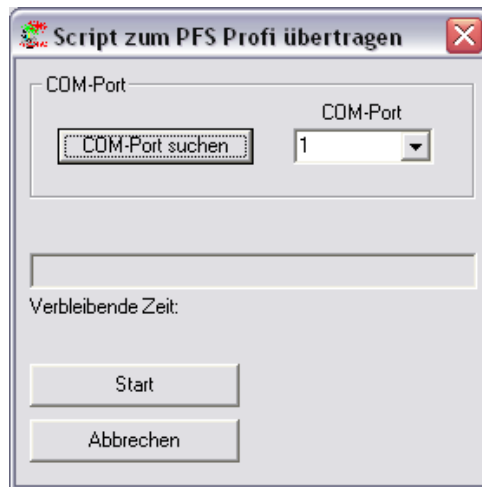 Script zum PFS Profi übertragen
COM-Port
COM-Port
COM-Port suchen
1
Verbleibende Zeit:
Start
Abbrechen